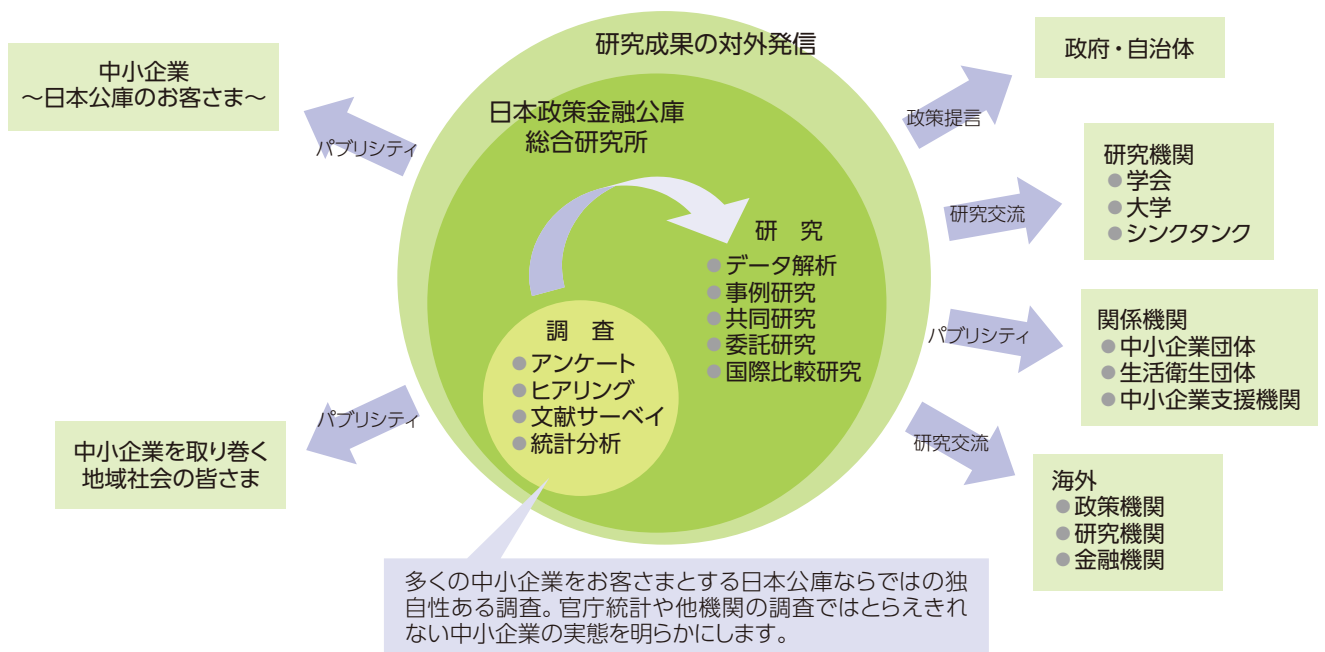 研究成果の対外発信
日本政策金融公庫
総合研究所
研　究
●データ解析
●事例研究
●共同研究
●委託研究
●国際比較研究
調　査
●アンケート
●ヒアリング
●文献サーベイ
●統計分析
中小企業
～日本公庫のお客さま～
パブリシティ
中小企業を取り巻く
地域社会の皆さま
パブリシティ
政府・自治体
政策提言
研究機関
●学会
●大学
●シンクタンク
研究交流
関係機関
●中小企業団体
●生活衛生団体
●中小企業支援機関
パブリシティ
海外
●政策機関
●研究機関
●金融機関
研究交流
多くの中小企業をお客さまとする日本公庫ならではの独
自性ある調査。官庁統計や他機関の調査ではとらえきれ
ない中小企業の実態を明らかにします。